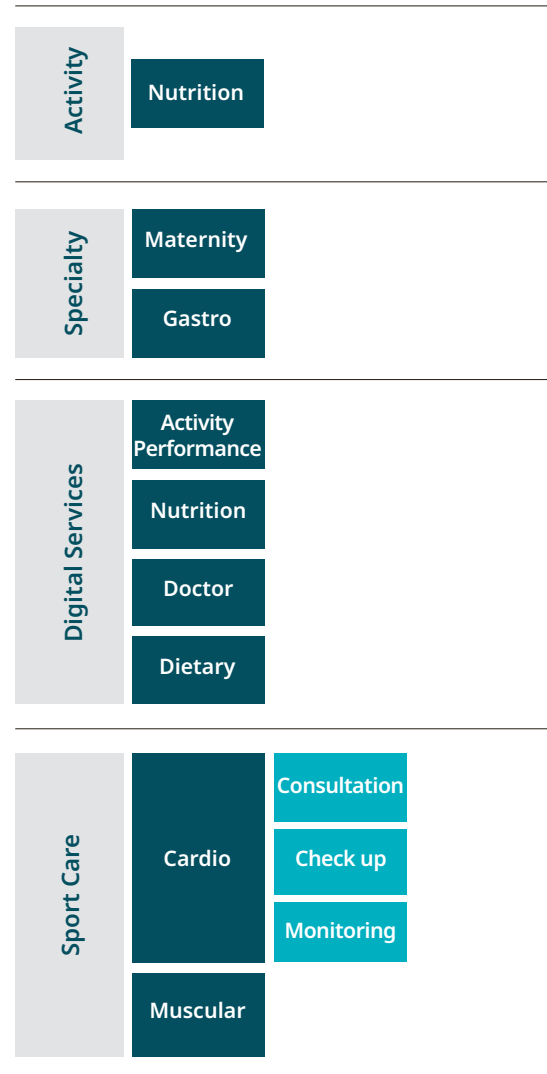 Activity
Nutrition
Specialty
Maternity
Gastro
Digital Services
Activity
Performance
Nutrition
Doctor
Dietary
Sport Care
Cardio
Consultation
Check up
Monitoring
Muscular